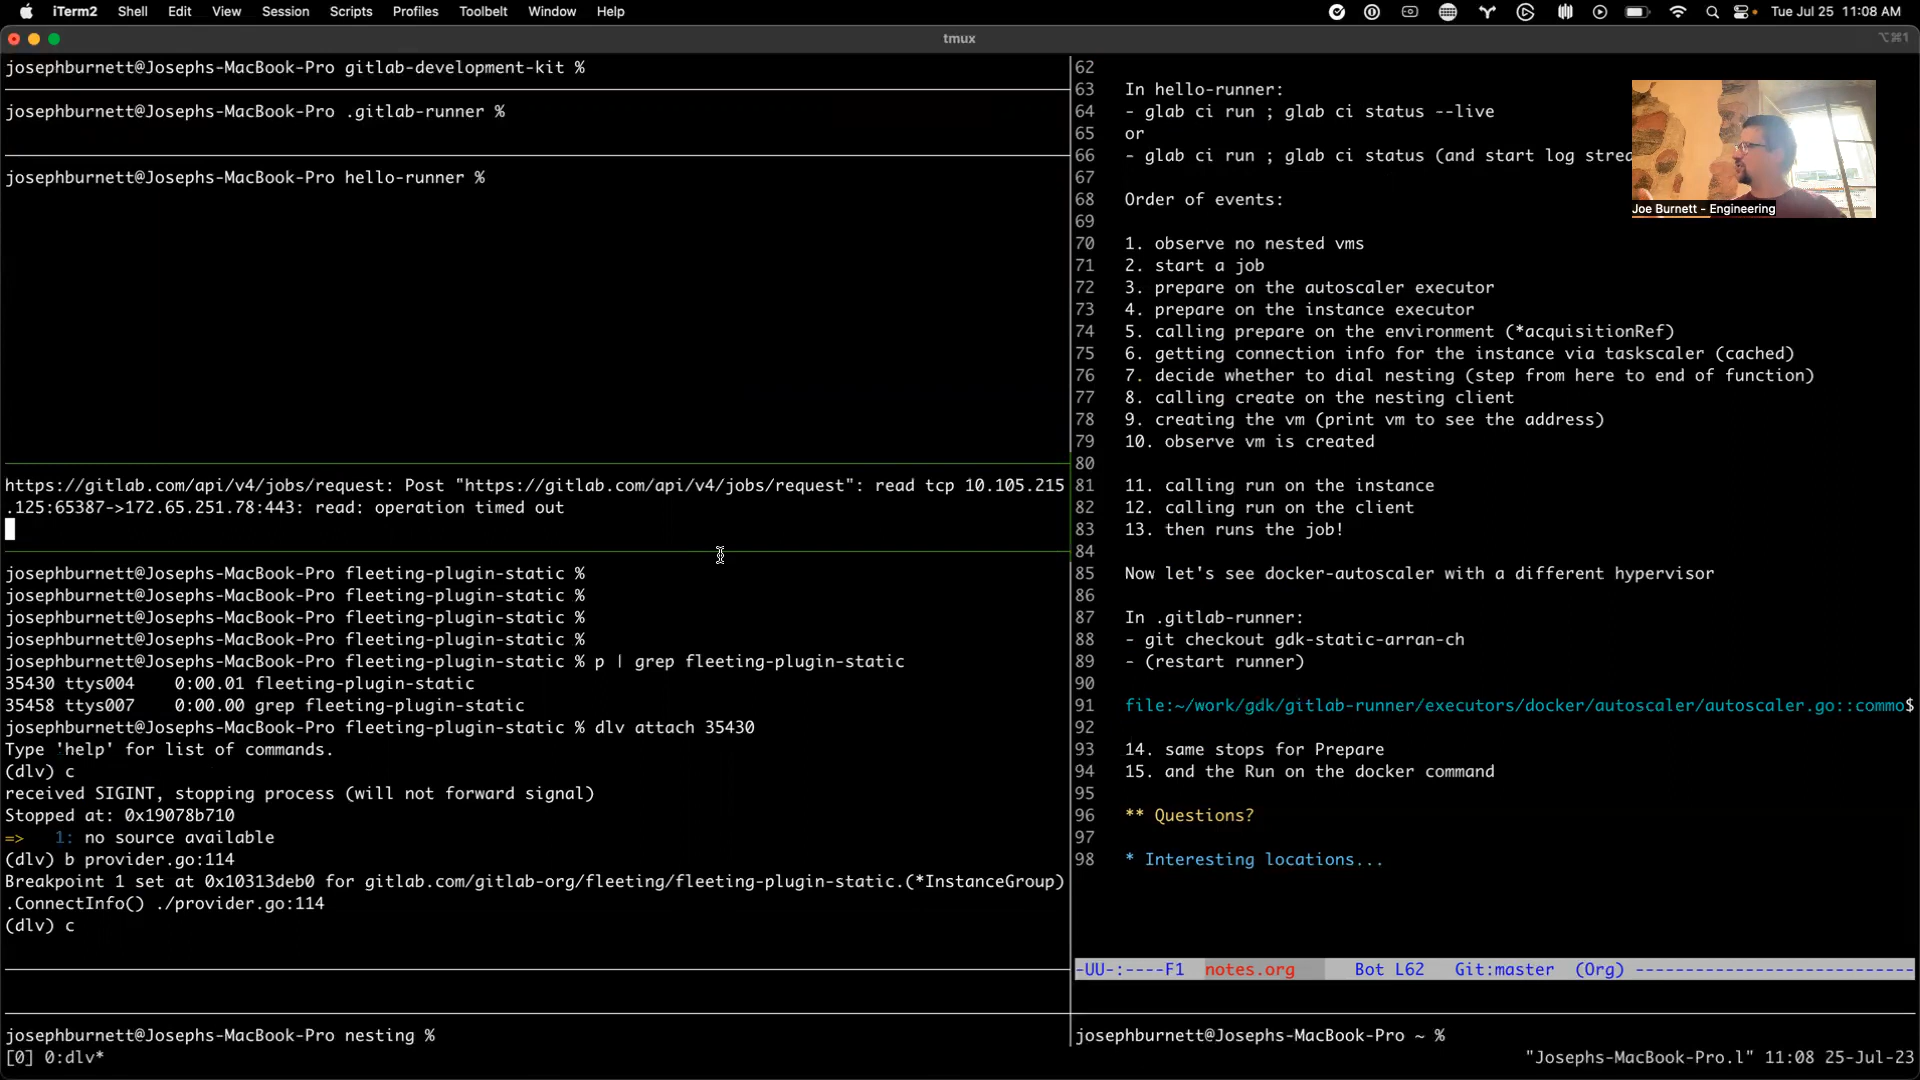 iTerm2 Shell Edit View Session Scripts Profiles Toolbelt Window Help Tue Jul 25 11:08 AM
tmux ⌥⌘1
josephburnett@Josephs-MacBook-Pro gitlab-development-kit %
josephburnett@Josephs-MacBook-Pro .gitlab-runner %
josephburnett@Josephs-MacBook-Pro hello-runner %
https://gitlab.com/api/v4/jobs/request: Post "https://gitlab.com/api/v4/jobs/request": read tcp 10.105.215
.125:65387->172.65.251.78:443: read: operation timed out
josephburnett@Josephs-MacBook-Pro fleeting-plugin-static %
josephburnett@Josephs-MacBook-Pro fleeting-plugin-static %
josephburnett@Josephs-MacBook-Pro fleeting-plugin-static %
josephburnett@Josephs-MacBook-Pro fleeting-plugin-static %
josephburnett@Josephs-MacBook-Pro fleeting-plugin-static % p | grep fleeting-plugin-static
35430 ttys004 0:00.01 fleeting-plugin-static
35458 ttys007 0:00.00 grep fleeting-plugin-static
josephburnett@Josephs-MacBook-Pro fleeting-plugin-static % dlv attach 35430
Type 'help' for list of commands.
(dlv) c
received SIGINT, stopping process (will not forward signal)
Stopped at: 0x19078b710
=> 1: no source available
(dlv) b provider.go:114
Breakpoint 1 set at 0x10313deb0 for gitlab.com/gitlab-org/fleeting/fleeting-plugin-static.(*InstanceGroup)
.ConnectInfo() ./provider.go:114
(dlv) c
josephburnett@Josephs-MacBook-Pro nesting %
62
63 In hello-runner:
64 - glab ci run ; glab ci status --live
65 or
66 - glab ci run ; glab ci status (and start log strea
67
68 Order of events:
69
70 1. observe no nested vms
71 2. start a job
72 3. prepare on the autoscaler executor
73 4. prepare on the instance executor
74 5. calling prepare on the environment (*acquisitionRef)
75 6. getting connection info for the instance via taskscaler (cached)
76 7. decide whether to dial nesting (step from here to end of function)
77 8. calling create on the nesting client
78 9. creating the vm (print vm to see the address)
79 10. observe vm is created
80
81 11. calling run on the instance
82 12. calling run on the client
83 13. then runs the job!
84
85 Now let's see docker-autoscaler with a different hypervisor
86
87 In .gitlab-runner:
88 - git checkout gdk-static-arran-ch
89 - (restart runner)
90
91 file:~/work/gdk/gitlab-runner/executors/docker/autoscaler/autoscaler.go::commo$
92
93 14. same stops for Prepare
94 15. and the Run on the docker command
95
96 ** Questions?
97
98 * Interesting locations...
-UU-:----F1 notes.org Bot L62 Git:master (Org) ----------------------------
josephburnett@Josephs-MacBook-Pro ~ %
Joe Burnett - Engineering
[0] 0:dlv* "Josephs-MacBook-Pro.l" 11:08 25-Jul-23